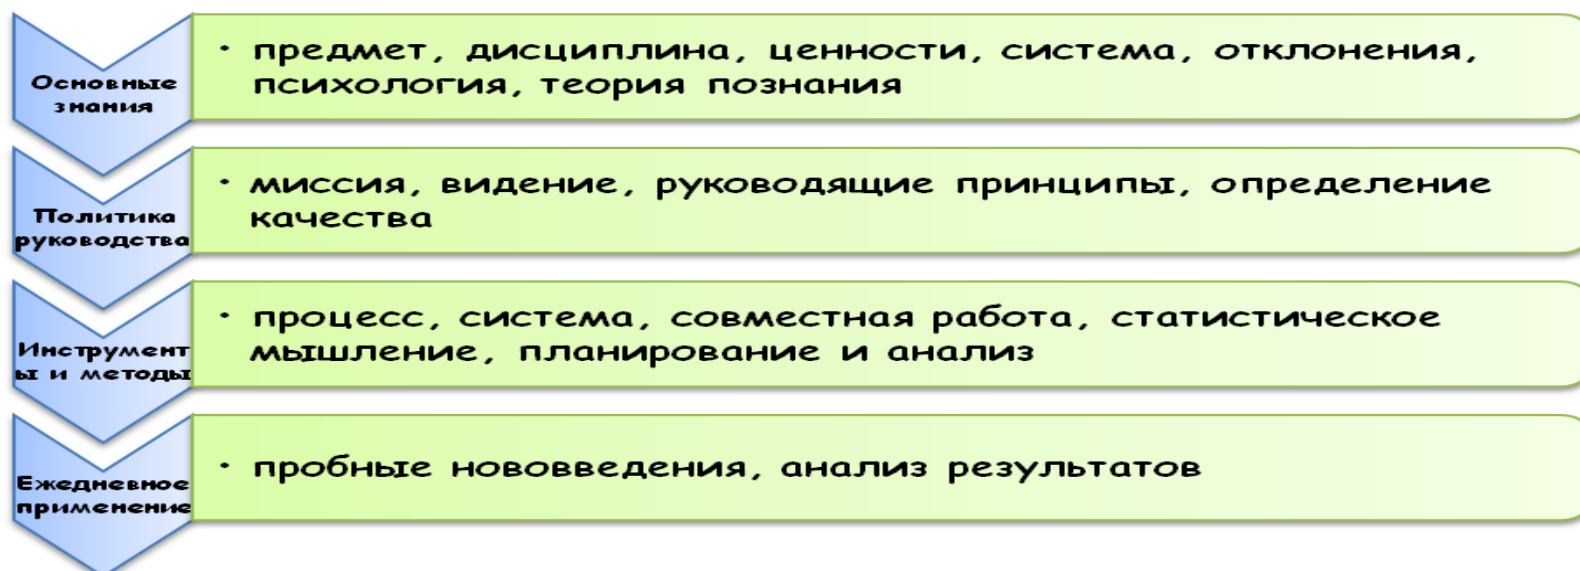 Основные
знания
• предмет, дисциплина, ценности, система, отклонения,
психология, теория познания
Политика
руководства
• миссия, видение, руководящие принципы, определение
качества
Инструмент
ы и методы
• процесс, система, совместная работа, статистическое
мышление, планирование и анализ
Ежедневное
применение
• пробные нововведения, анализ результатов